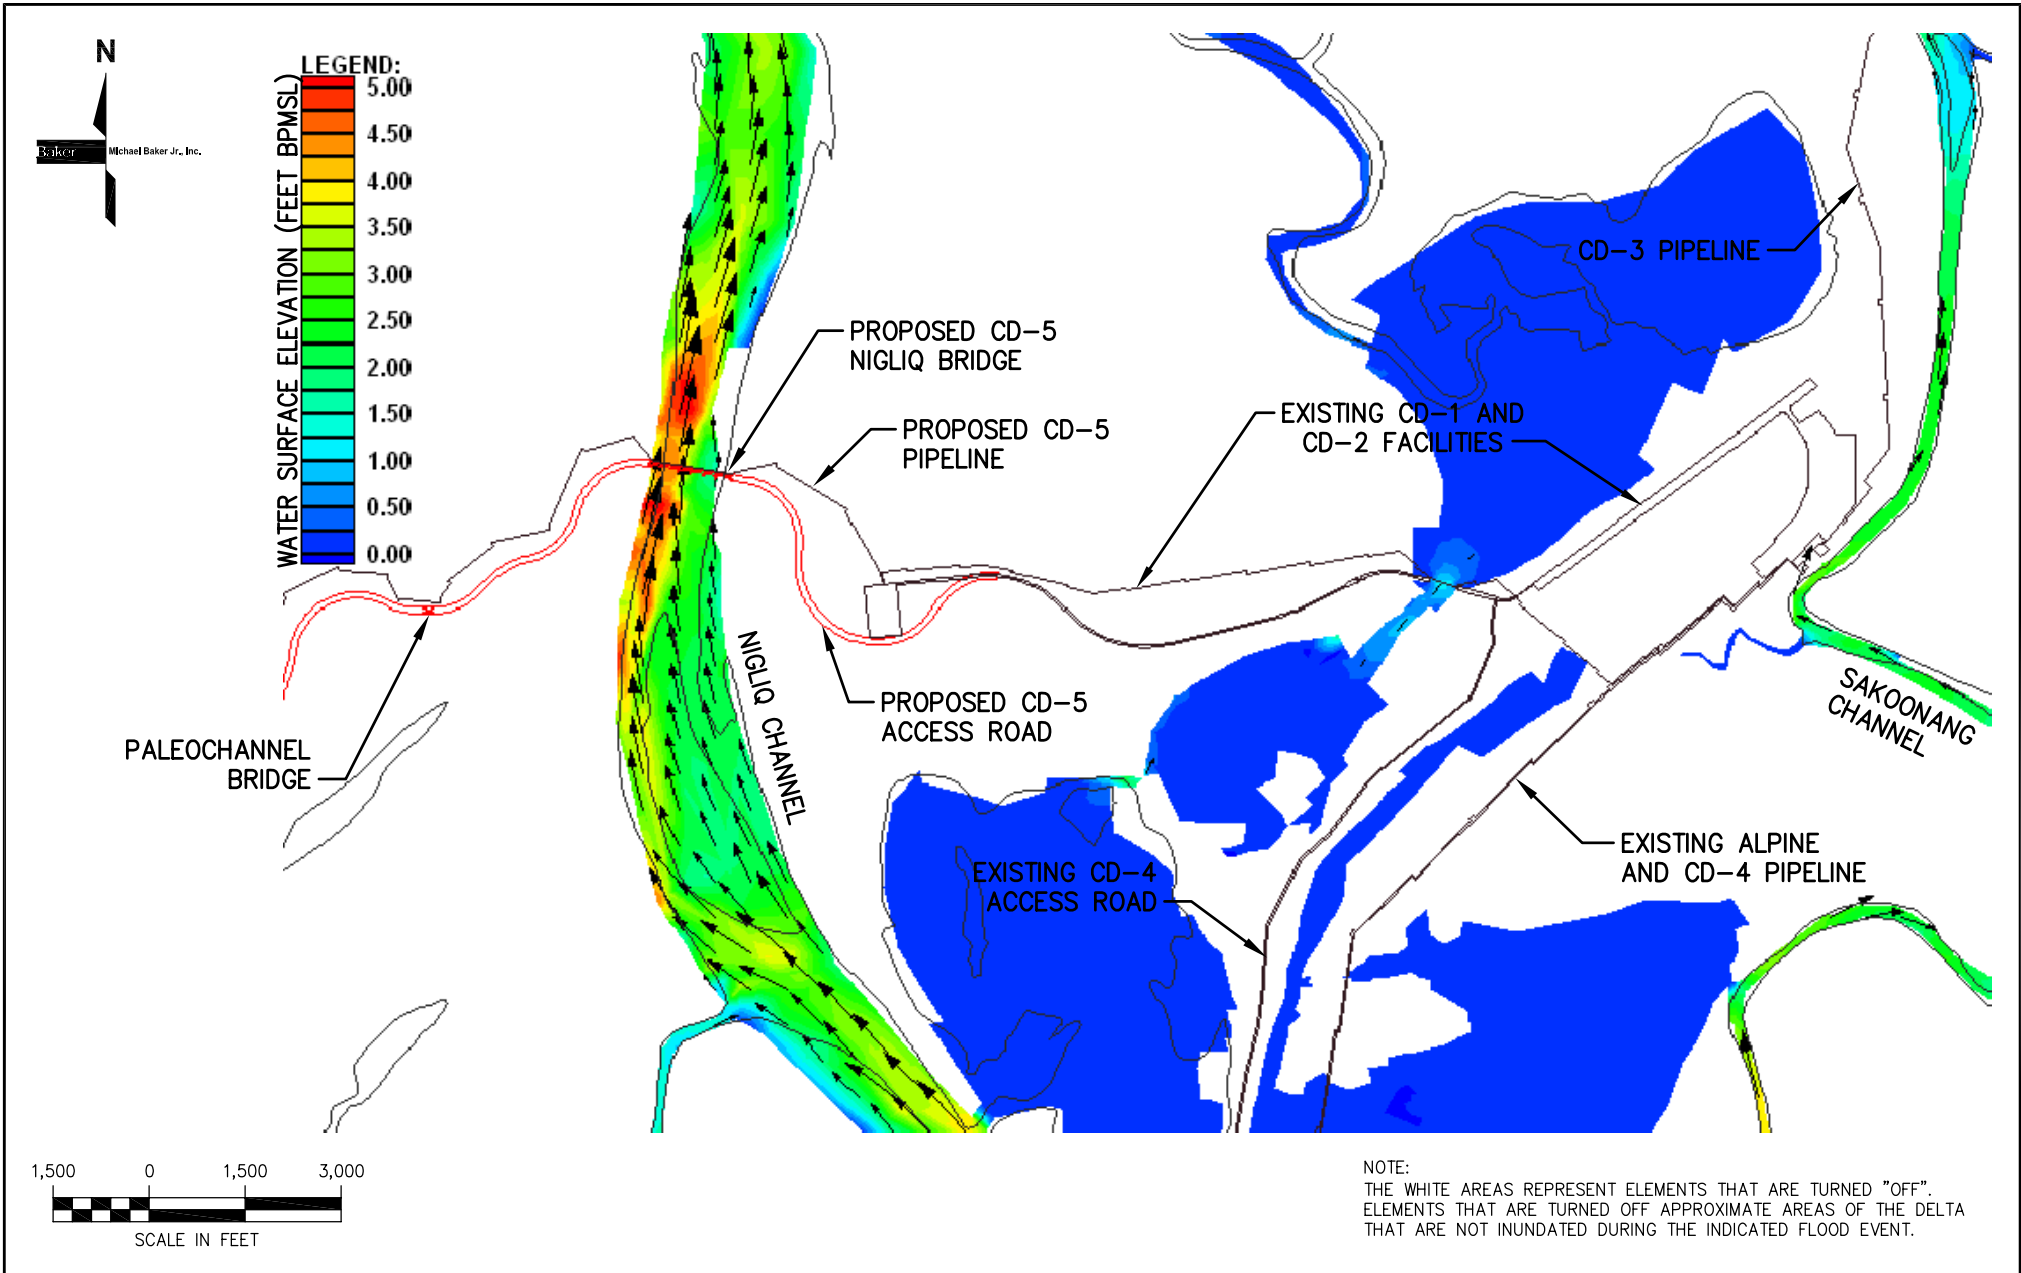 N
Baker
Michael Baker Jr., Inc.
LEGEND:
WATER SURFACE ELEVATION (FEET BPMSL)
5.00
4.50
4.00
3.50
3.00
2.50
2.00
1.50
1.00
0.50
0.00
CD-3 PIPELINE
PROPOSED CD-5
NIGLIQ BRIDGE
PROPOSED CD-5
PIPELINE
EXISTING CD-1 AND
CD-2 FACILITIES
NIGLIQ CHANNEL
PROPOSED CD-5
ACCESS ROAD
SAKOONANG
CHANNEL
PALEOCHANNEL
BRIDGE
EXISTING CD-4
ACCESS ROAD
EXISTING ALPINE
AND CD-4 PIPELINE
1,500 0 1,500 3,000
SCALE IN FEET
NOTE:
THE WHITE AREAS REPRESENT ELEMENTS THAT ARE TURNED "OFF".
ELEMENTS THAT ARE TURNED OFF APPROXIMATE AREAS OF THE DELTA
THAT ARE NOT INUNDATED DURING THE INDICATED FLOOD EVENT.